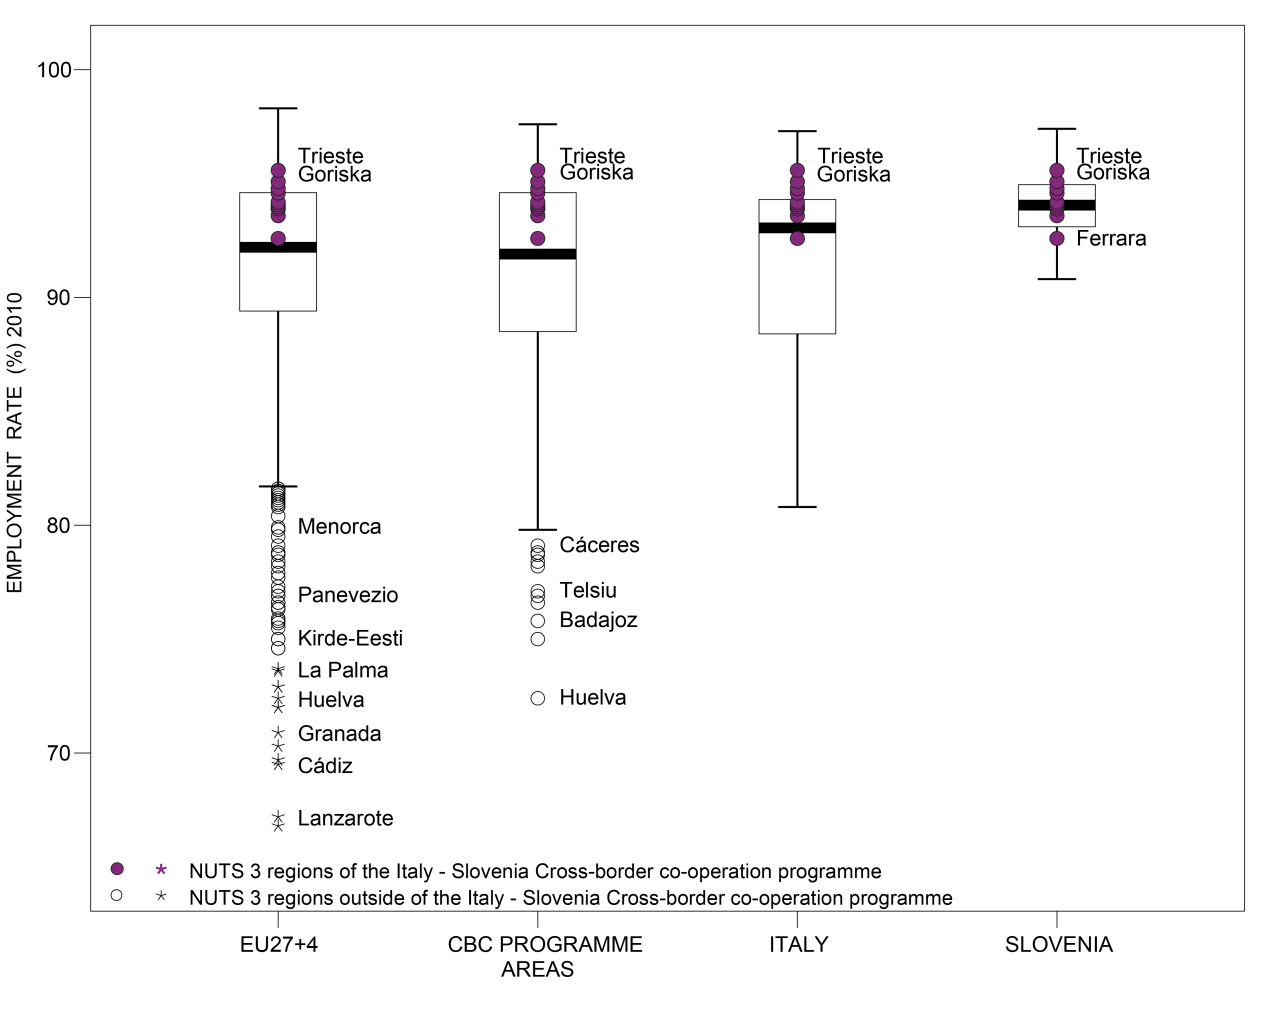 100
90
80
70
EMPLOYMENT RATE (%) 2010
Trieste
Goriska
Menorca
Panevezio
Kirde-Eesti
La Palma
Huelva
Granada
Cádiz
Lanzarote
Trieste
Goriska
Cáceres
Telsiu
Badajoz
Huelva
Trieste
Goriska
Trieste
Goriska
Ferrara
NUTS 3 regions of the Italy - Slovenia Cross-border co-operation programme
NUTS 3 regions outside of the Italy - Slovenia Cross-border co-operation programme
EU27+4
CBC PROGRAMME
AREAS
ITALY
SLOVENIA